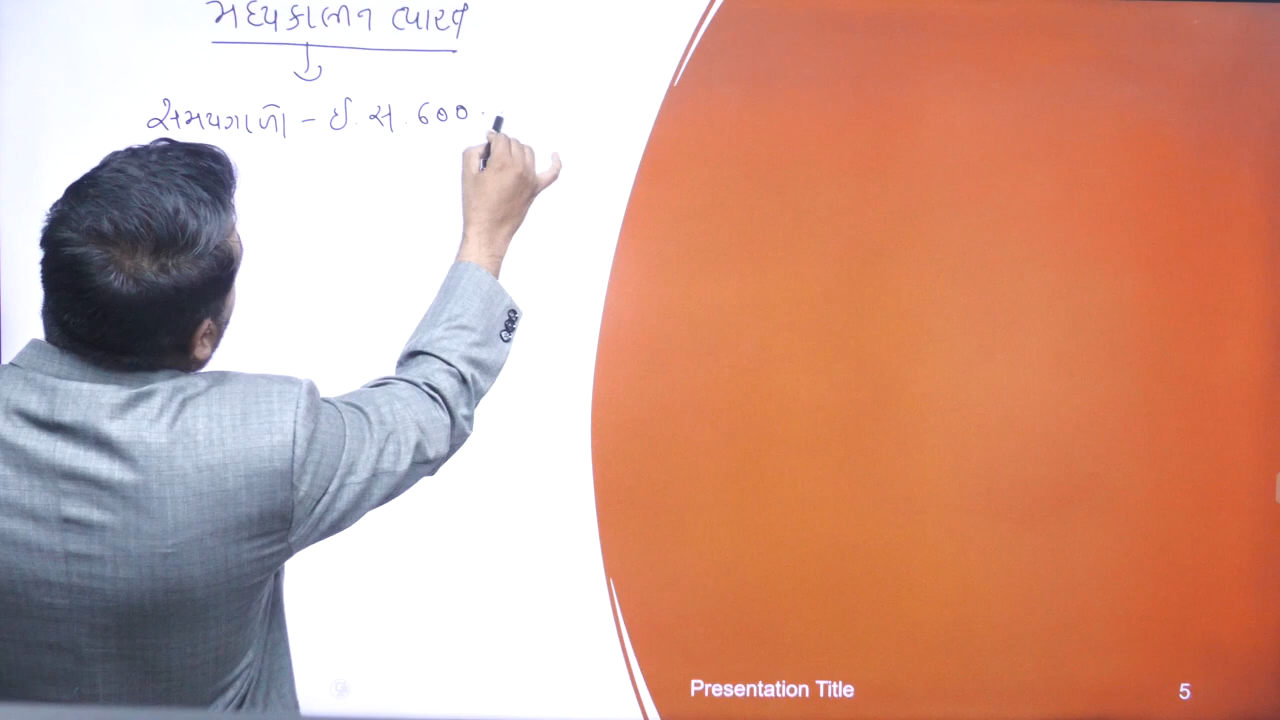 મધ્યકાલીન ભારત
સમયગાળો - ઈ.સ. 600
Presentation Title
5